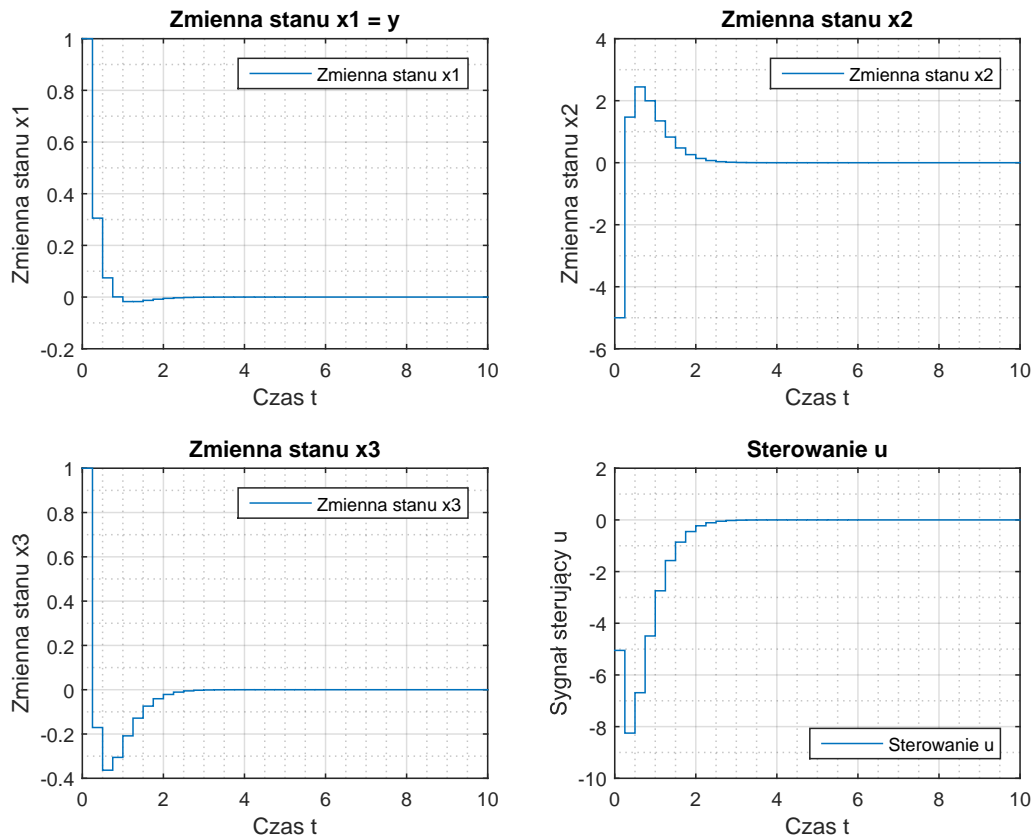 Zmienna stanu x1 = y
1
0.8
0.6
0.4
0.2
0
-0.2
Zmienna stanu x1
Zmienna stanu x1
0 2 4 6 8 10
Czas t
Zmienna stanu x2
4
2
0
-2
-4
-6
Zmienna stanu x2
Zmienna stanu x2
0 2 4 6 8 10
Czas t
Zmienna stanu x3
1
0.8
0.6
0.4
0.2
0
-0.2
-0.4
Zmienna stanu x3
Zmienna stanu x3
0 2 4 6 8 10
Czas t
Sterowanie u
2
0
-2
-4
-6
-8
-10
Sygnał sterujący u
Sterowanie u
0 2 4 6 8 10
Czas t